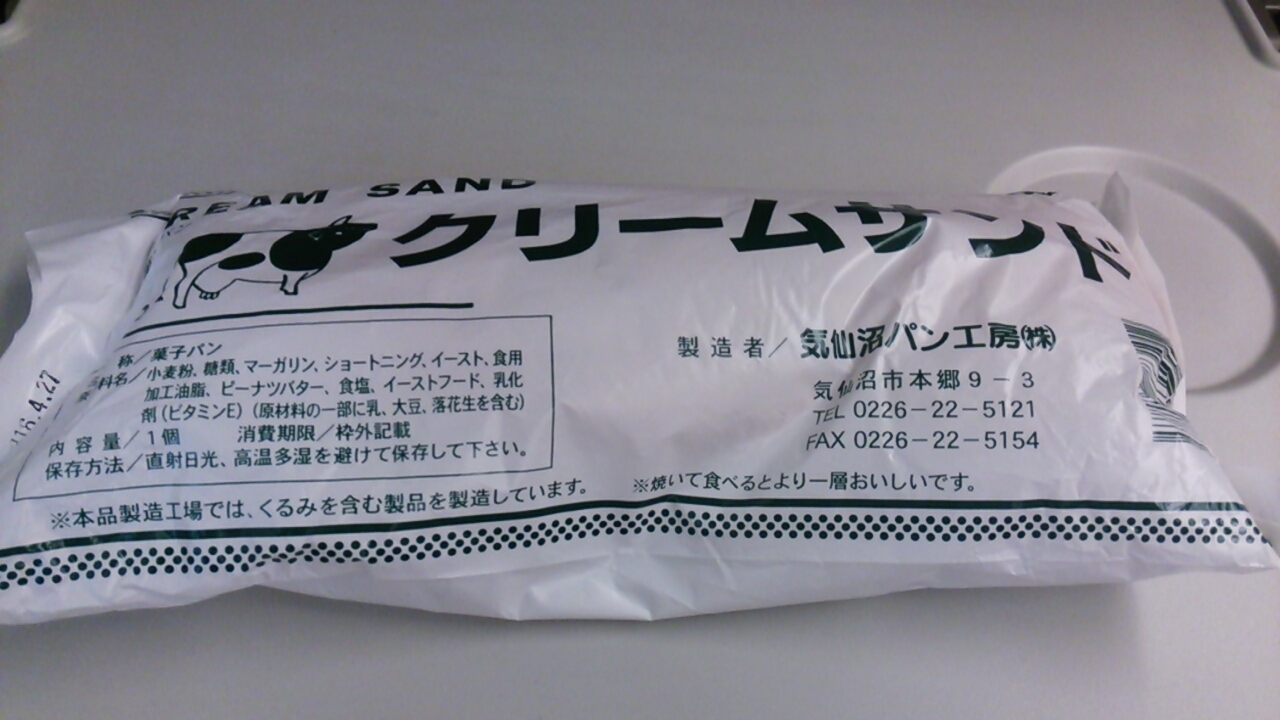 REAM SAND
クリームサンド
称／菓子パン
料名／小麦粉、糖類、マーガリン、ショートニング、イースト、食用
加工油脂、ピーナツバター、食塩、イーストフード、乳化
剤（ビタミンE）（原材料の一部に乳、大豆、落花生を含む）
内容量／1個 消費期限／枠外記載
保存方法／直射日光、高温多湿を避けて保存して下さい。
※本品製造工場では、くるみを含む製品を製造しています。
製造者／気仙沼パン工房㈱
気仙沼市本郷9－3
TEL 0226－22－5121
FAX 0226－22－5154
※焼いて食べるとより一層おいしいです。
16.4.27